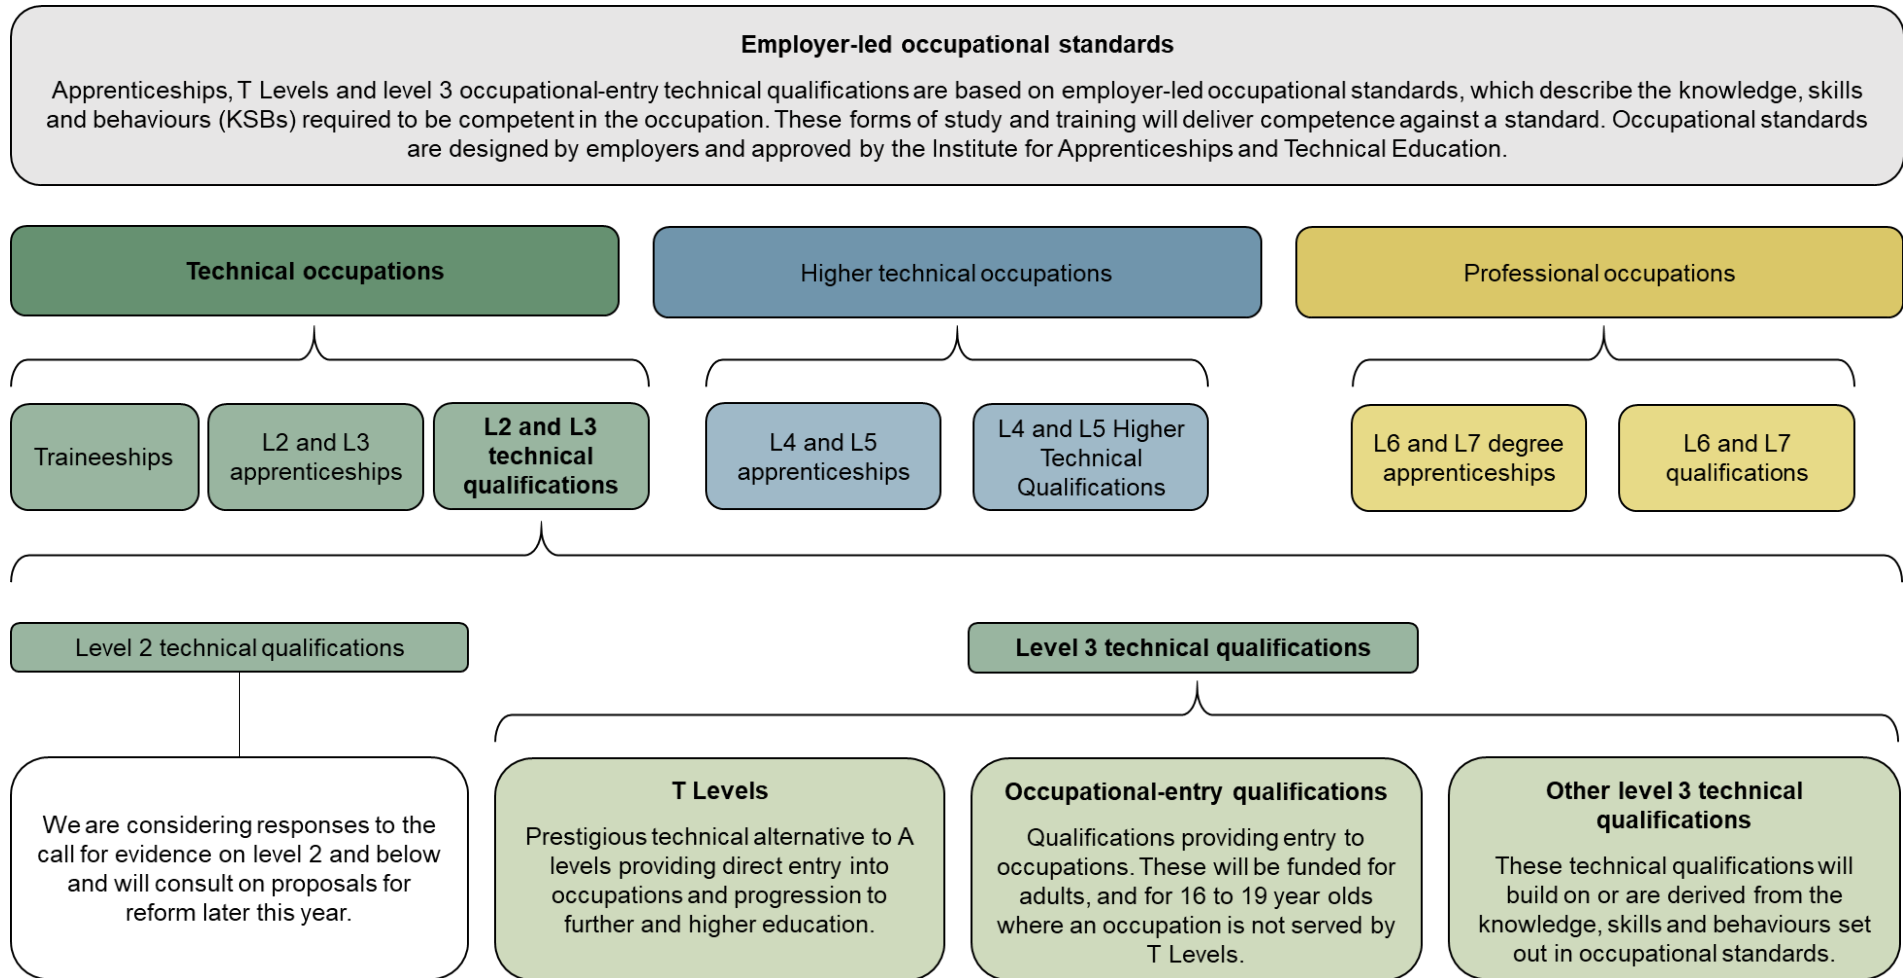 Employer-led occupational standards
Apprenticeships, T Levels and level 3 occupational-entry technical qualifications are based on employer-led occupational standards, which describe the knowledge, skills
and behaviours (KSBs) required to be competent in the occupation. These forms of study and training will deliver competence against a standard. Occupational standards
are designed by employers and approved by the Institute for Apprenticeships and Technical Education.
Technical occupations
Higher technical occupations
Professional occupations
Traineeships
L2 and L3
apprenticeships
L2 and L3
technical
qualifications
L4 and L5
apprenticeships
L4 and L5 Higher
Technical
Qualifications
L6 and L7 degree
apprenticeships
L6 and L7
qualifications
Level 2 technical qualifications
Level 3 technical qualifications
We are considering responses to the
call for evidence on level 2 and below
and will consult on proposals for
reform later this year.
T Levels
Prestigious technical alternative to A
levels providing direct entry into
occupations and progression to
further and higher education.
Occupational-entry qualifications
Qualifications providing entry to
occupations. These will be funded for
adults, and for 16 to 19 year olds
where an occupation is not served by
T Levels.
Other level 3 technical
qualifications
These technical qualifications will
build on or are derived from the
knowledge, skills and behaviours set
out in occupational standards.